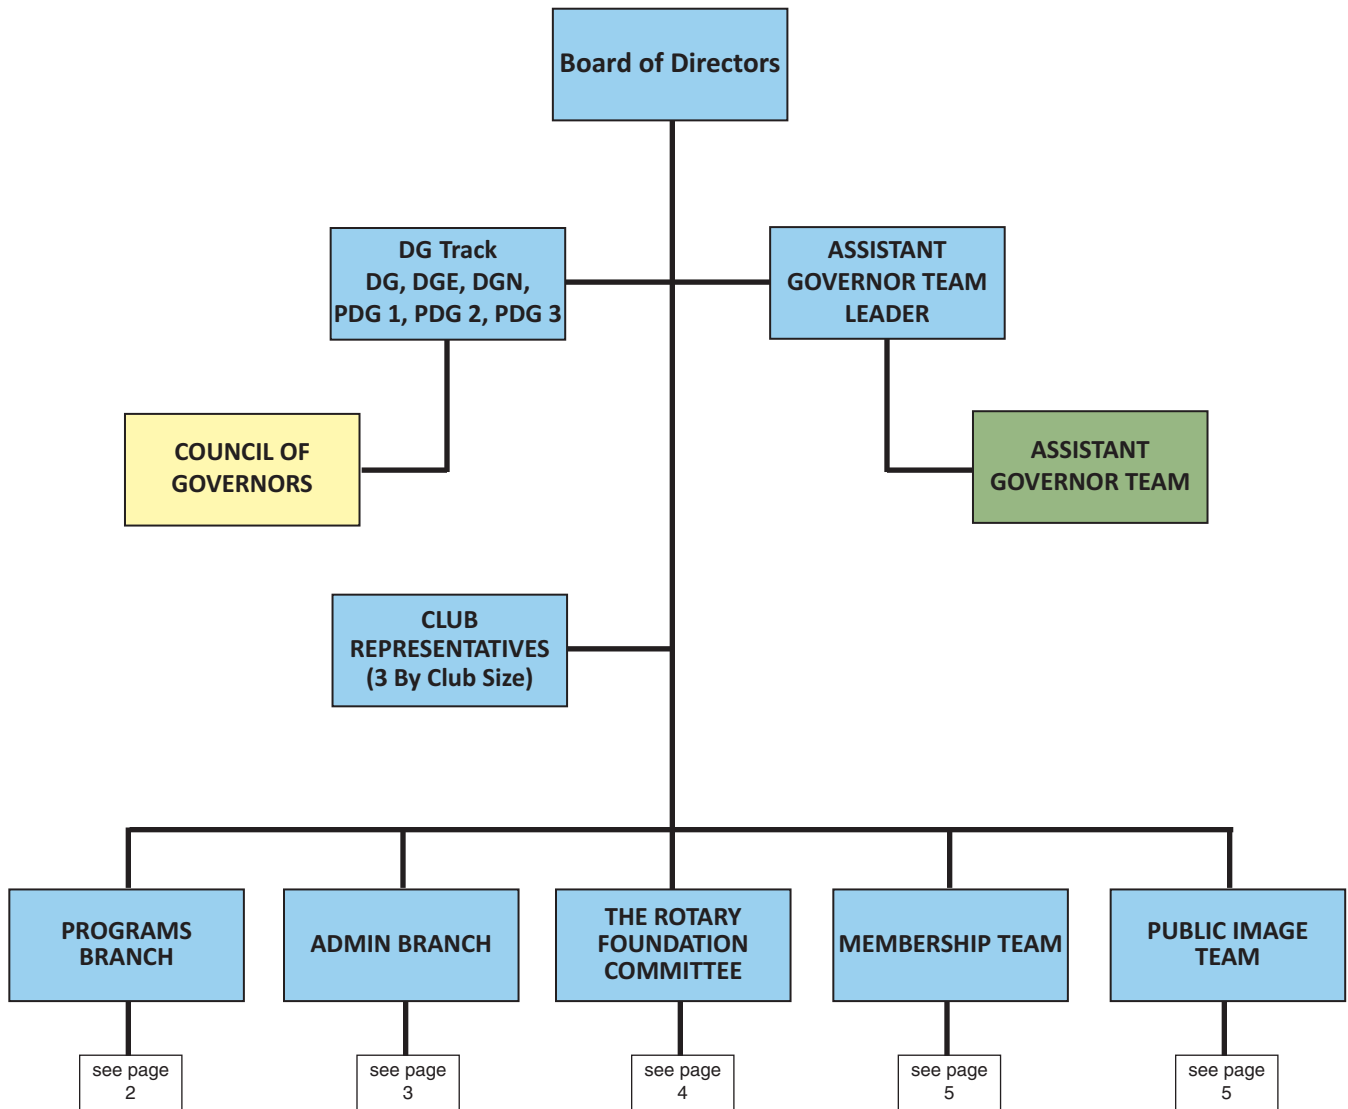 Board of Directors
DG Track
DG, DGE, DGN,
PDG 1, PDG 2, PDG 3
ASSISTANT
GOVERNOR TEAM
LEADER
COUNCIL OF
GOVERNORS
ASSISTANT
GOVERNOR TEAM
CLUB
REPRESENTATIVES
(3 By Club Size)
PROGRAMS
BRANCH
ADMIN BRANCH
THE ROTARY
FOUNDATION
COMMITTEE
MEMBERSHIP TEAM
PUBLIC IMAGE
TEAM
see page
2
see page
3
see page
4
see page
5
see page
5